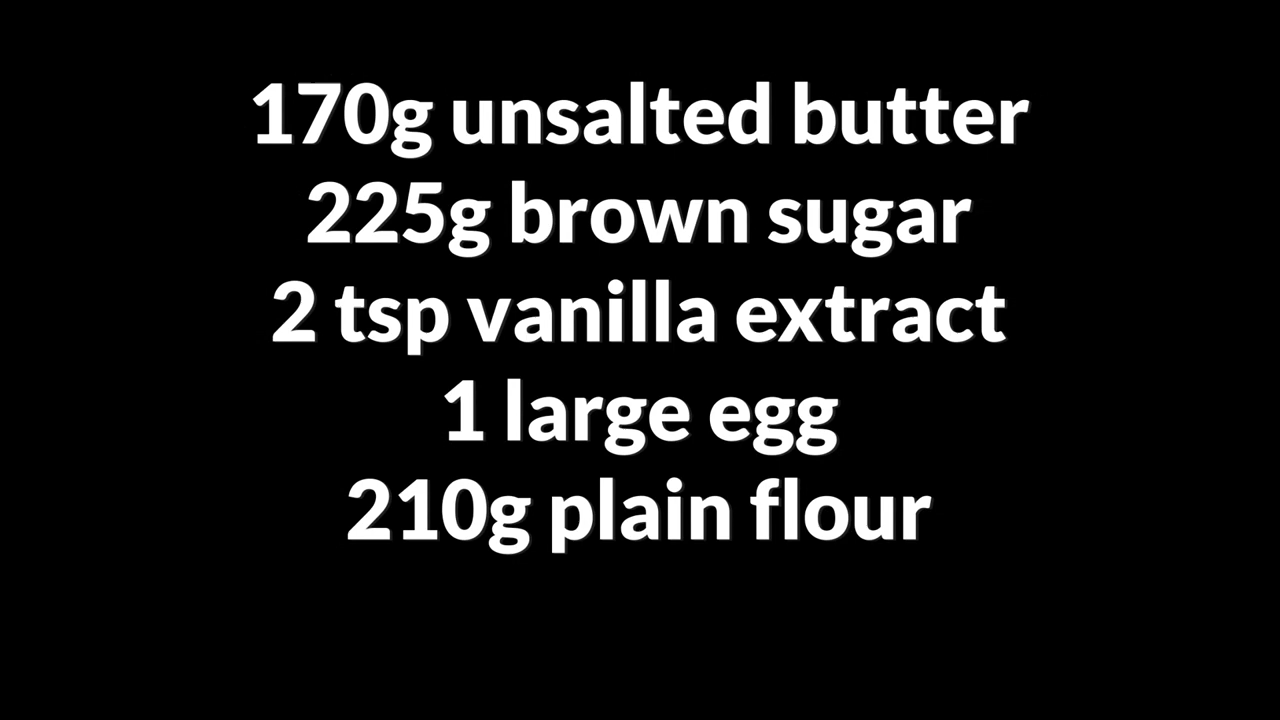 170g unsalted butter
225g brown sugar
2 tsp vanilla extract
1 large egg
210g plain flour